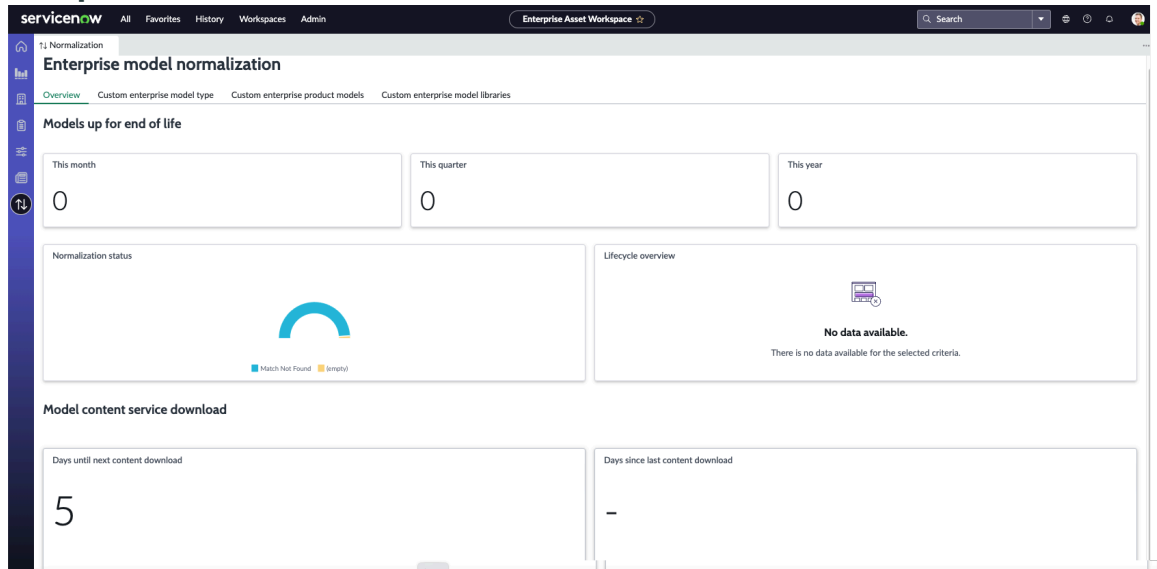 servicenow All Favorites History Workspaces Admin Enterprise Asset Workspace Search
Normalization
Enterprise model normalization
Overview Custom enterprise model type Custom enterprise product models Custom enterprise model libraries
Models up for end of life
This month This quarter This year
0 0 0
Normalization status Lifecycle overview
No data available.
There is no data available for the selected criteria.
Match Not Found (empty)
Model content service download
Days until next content download Days since last content download
5 -